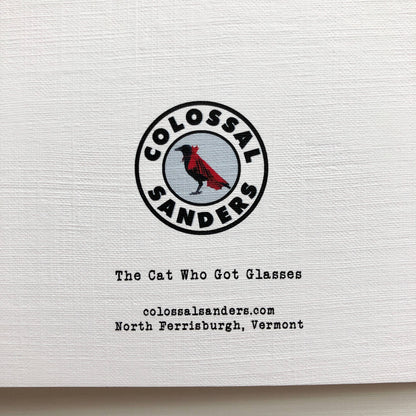 COLOSSAL
SANDERS
The Cat Who Got Glasses
colossalsanders.com
North Ferrisburgh, Vermont